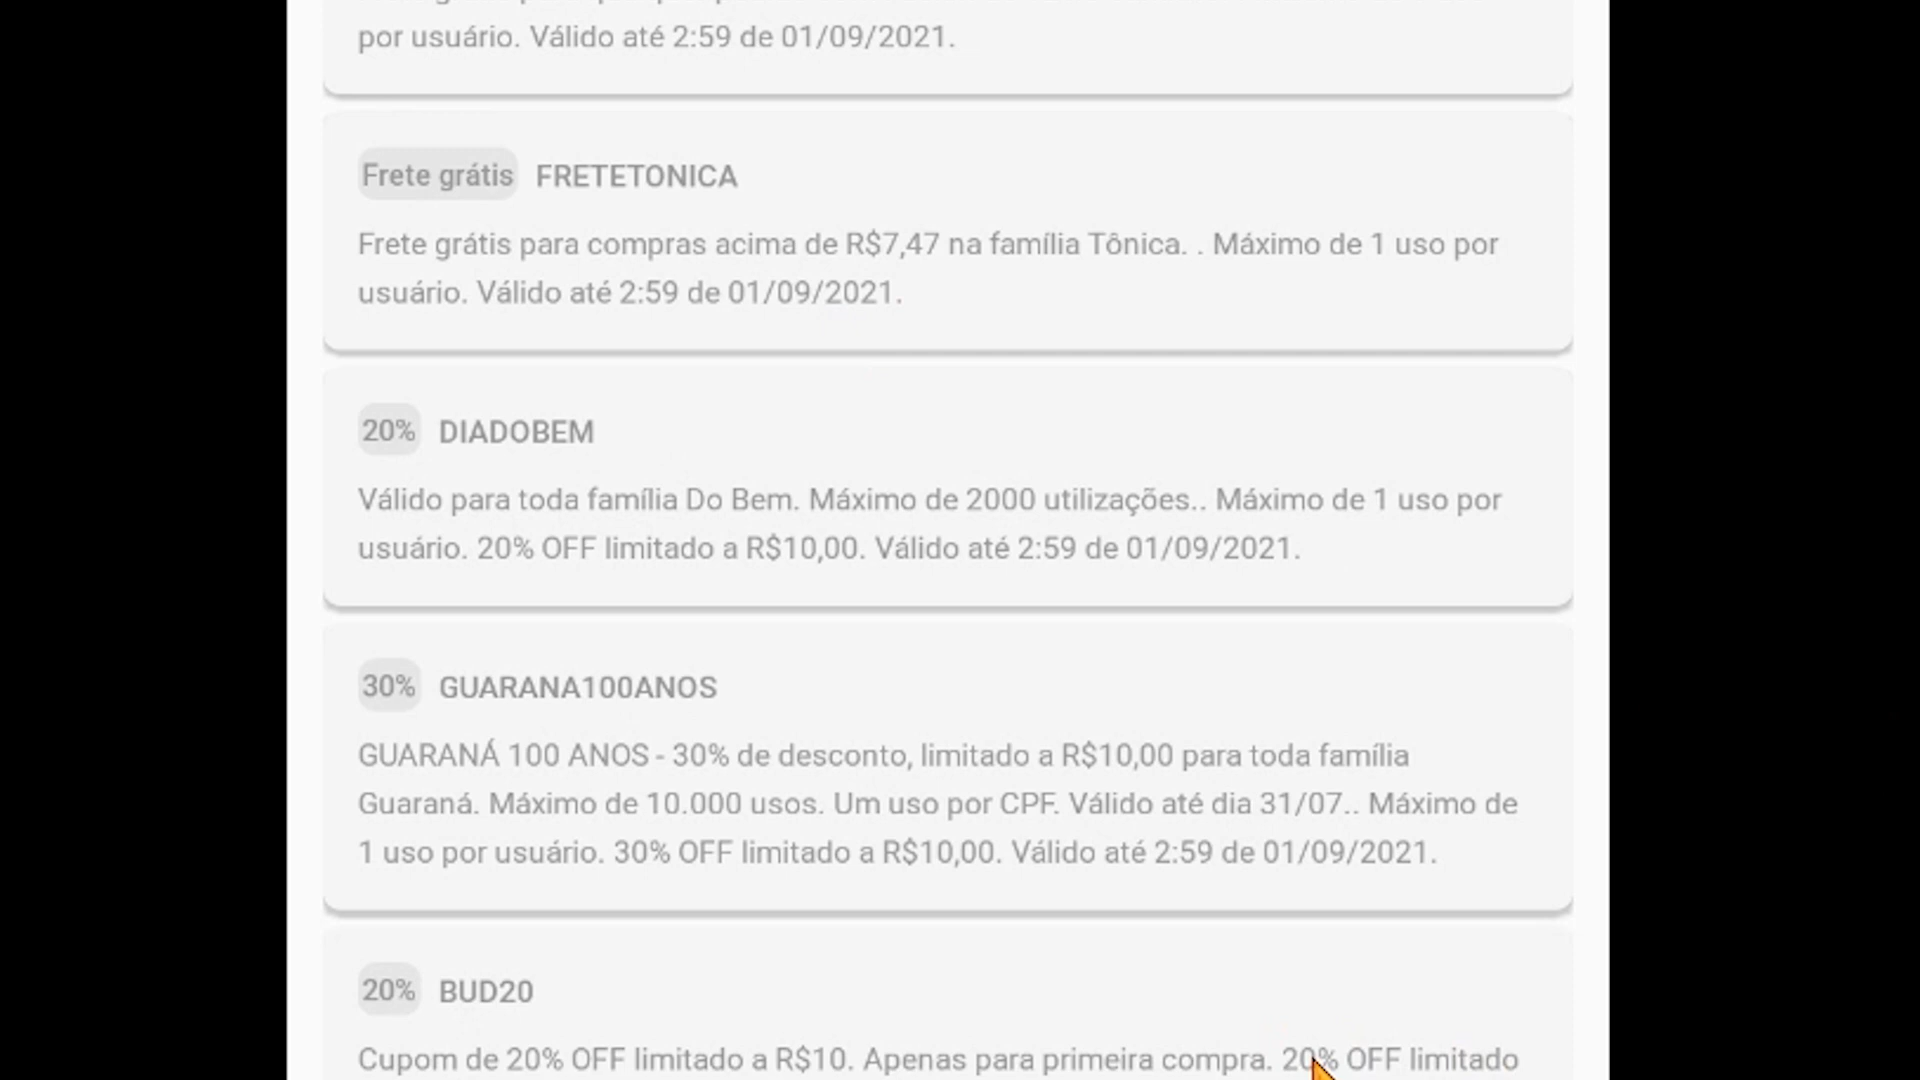 por usuário. Válido até 2:59 de 01/09/2021.
Frete grátis FRETETONICA
Frete grátis para compras acima de R$7,47 na família Tônica. . Máximo de 1 uso por
usuário. Válido até 2:59 de 01/09/2021.
20% DIADOBEM
Válido para toda família Do Bem. Máximo de 2000 utilizações.. Máximo de 1 uso por
usuário. 20% OFF limitado a R$10,00. Válido até 2:59 de 01/09/2021.
30% GUARANA100ANOS
GUARANÁ 100 ANOS - 30% de desconto, limitado a R$10,00 para toda família
Guaraná. Máximo de 10.000 usos. Um uso por CPF. Válido até dia 31/07.. Máximo de
1 uso por usuário. 30% OFF limitado a R$10,00. Válido até 2:59 de 01/09/2021.
20% BUD20
Cupom de 20% OFF limitado a R$10. Apenas para primeira compra. 20% OFF limitado